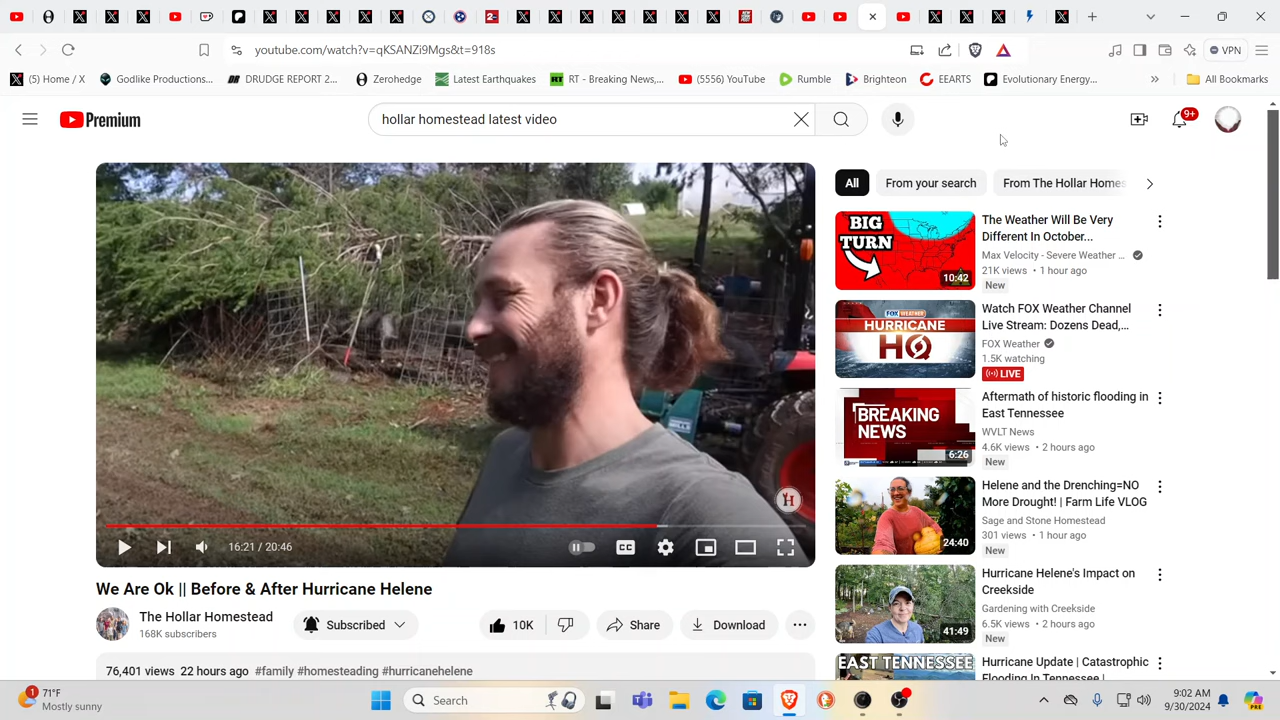 youtube.com/watch?v=qKSANZi9Mgs&t=918s
VPN
(5) Home / X
Godlike Productions...
DRUDGE REPORT 2...
Zerohedge
Latest Earthquakes
RT - Breaking News,...
(5550) YouTube
Rumble
Brighteon
EEARTS
Evolutionary Energy...
All Bookmarks
Premium
hollar homestead latest video
9+
All
From your search
From The Hollar Homes
BIG
TURN
10:42
The Weather Will Be Very
Different In October...
Max Velocity - Severe Weather ...
21K views • 1 hour ago
New
FOX WEATHER
HURRICANE
HQ
Watch FOX Weather Channel
Live Stream: Dozens Dead,...
FOX Weather
1.5K watching
LIVE
BREAKING
NEWS
6:26
Aftermath of historic flooding in
East Tennessee
WVLT News
4.6K views • 2 hours ago
New
24:40
Helene and the Drenching=NO
More Drought! | Farm Life VLOG
Sage and Stone Homestead
301 views • 1 hour ago
New
41:49
Hurricane Helene's Impact on
Creekside
Gardening with Creekside
6.5K views • 2 hours ago
New
EAST TENNESSEE
Hurricane Update | Catastrophic
Flooding In Tennessee |
H
16:21 / 20:46
CC
We Are Ok || Before & After Hurricane Helene
The Hollar Homestead
168K subscribers
Subscribed
10K
Share
Download
76,401 views 22 hours ago #family #homesteading #hurricanehelene
1
71°F
Mostly sunny
Search
9:02 AM
9/30/2024